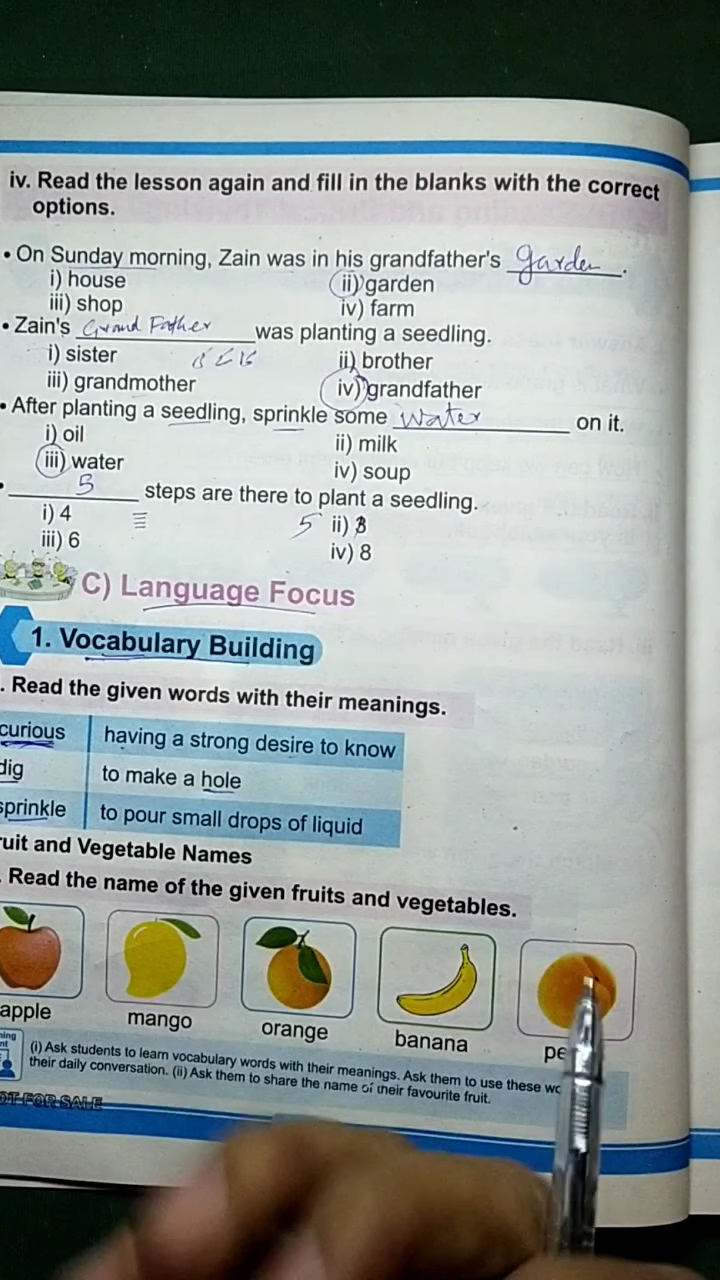 iv. Read the lesson again and fill in the blanks with the correct
options.
• On Sunday morning, Zain was in his grandfather's garden.
i) house ii) garden
iii) shop iv) farm
• Zain's Grand Father was planting a seedling.
i) sister ii) brother
iii) grandmother iv) grandfather
• After planting a seedling, sprinkle some water on it.
i) oil ii) milk
iii) water iv) soup
• 5 steps are there to plant a seedling.
i) 4 5 ii) 3
iii) 6 iv) 8
C) Language Focus
1. Vocabulary Building
. Read the given words with their meanings.
curious having a strong desire to know
dig to make a hole
sprinkle to pour small drops of liquid
ruit and Vegetable Names
. Read the name of the given fruits and vegetables.
apple mango orange banana pe
(i) Ask students to learn vocabulary words with their meanings. Ask them to use these wo
their daily conversation. (ii) Ask them to share the name of their favourite fruit.
OT FOR SALE